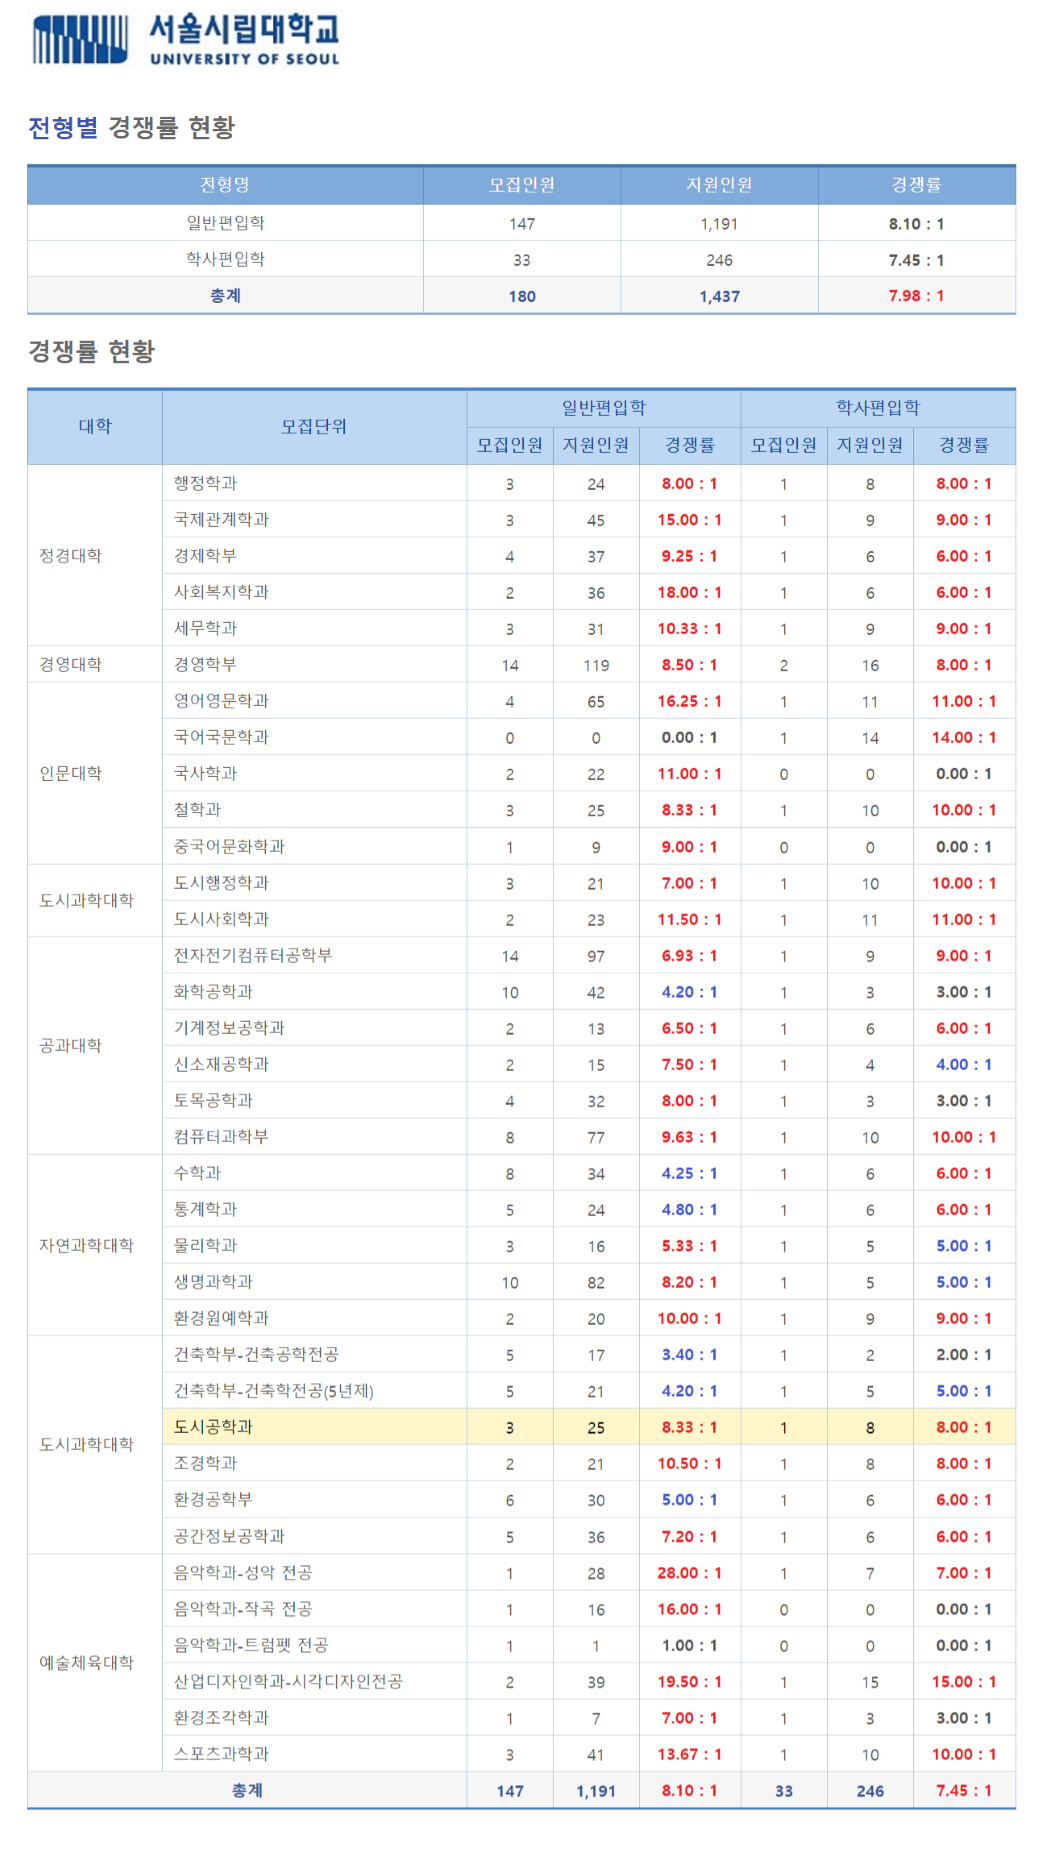 서울시립대학교
UNIVERSITY OF SEOUL
전형별 경쟁률 현황
전형명 모집인원 지원인원 경쟁률
일반편입학 147 1,191 8.10 : 1
학사편입학 33 246 7.45 : 1
총계 180 1,437 7.98 : 1
경쟁률 현황
대학 모집단위 일반편입학 학사편입학
모집인원 지원인원 경쟁률 모집인원 지원인원 경쟁률
정경대학 행정학과 3 24 8.00 : 1 1 8 8.00 : 1
국제관계학과 3 45 15.00 : 1 1 9 9.00 : 1
경제학부 4 37 9.25 : 1 1 6 6.00 : 1
사회복지학과 2 36 18.00 : 1 1 6 6.00 : 1
세무학과 3 31 10.33 : 1 1 9 9.00 : 1
경영대학 경영학부 14 119 8.50 : 1 2 16 8.00 : 1
인문대학 영어영문학과 4 65 16.25 : 1 1 11 11.00 : 1
국어국문학과 0 0 0.00 : 1 1 14 14.00 : 1
국사학과 2 22 11.00 : 1 0 0 0.00 : 1
철학과 3 25 8.33 : 1 1 10 10.00 : 1
중국어문화학과 1 9 9.00 : 1 0 0 0.00 : 1
도시과학대학 도시행정학과 3 21 7.00 : 1 1 10 10.00 : 1
도시사회학과 2 23 11.50 : 1 1 11 11.00 : 1
공과대학 전자전기컴퓨터공학부 14 97 6.93 : 1 1 9 9.00 : 1
화학공학과 10 42 4.20 : 1 1 3 3.00 : 1
기계정보공학과 2 13 6.50 : 1 1 6 6.00 : 1
신소재공학과 2 15 7.50 : 1 1 4 4.00 : 1
토목공학과 4 32 8.00 : 1 1 3 3.00 : 1
컴퓨터과학부 8 77 9.63 : 1 1 10 10.00 : 1
자연과학대학 수학과 8 34 4.25 : 1 1 6 6.00 : 1
통계학과 5 24 4.80 : 1 1 6 6.00 : 1
물리학과 3 16 5.33 : 1 1 5 5.00 : 1
생명과학과 10 82 8.20 : 1 1 5 5.00 : 1
환경원예학과 2 20 10.00 : 1 1 9 9.00 : 1
도시과학대학 건축학부-건축공학전공 5 17 3.40 : 1 1 2 2.00 : 1
건축학부-건축학전공(5년제) 5 21 4.20 : 1 1 5 5.00 : 1
도시공학과 3 25 8.33 : 1 1 8 8.00 : 1
조경학과 2 21 10.50 : 1 1 8 8.00 : 1
환경공학부 6 30 5.00 : 1 1 6 6.00 : 1
공간정보공학과 5 36 7.20 : 1 1 6 6.00 : 1
예술체육대학 음악학과-성악 전공 1 28 28.00 : 1 1 7 7.00 : 1
음악학과-작곡 전공 1 16 16.00 : 1 0 0 0.00 : 1
음악학과-트럼펫 전공 1 1 1.00 : 1 0 0 0.00 : 1
산업디자인학과-시각디자인전공 2 39 19.50 : 1 1 15 15.00 : 1
환경조각학과 1 7 7.00 : 1 1 3 3.00 : 1
스포츠과학과 3 41 13.67 : 1 1 10 10.00 : 1
총계 147 1,191 8.10 : 1 33 246 7.45 : 1